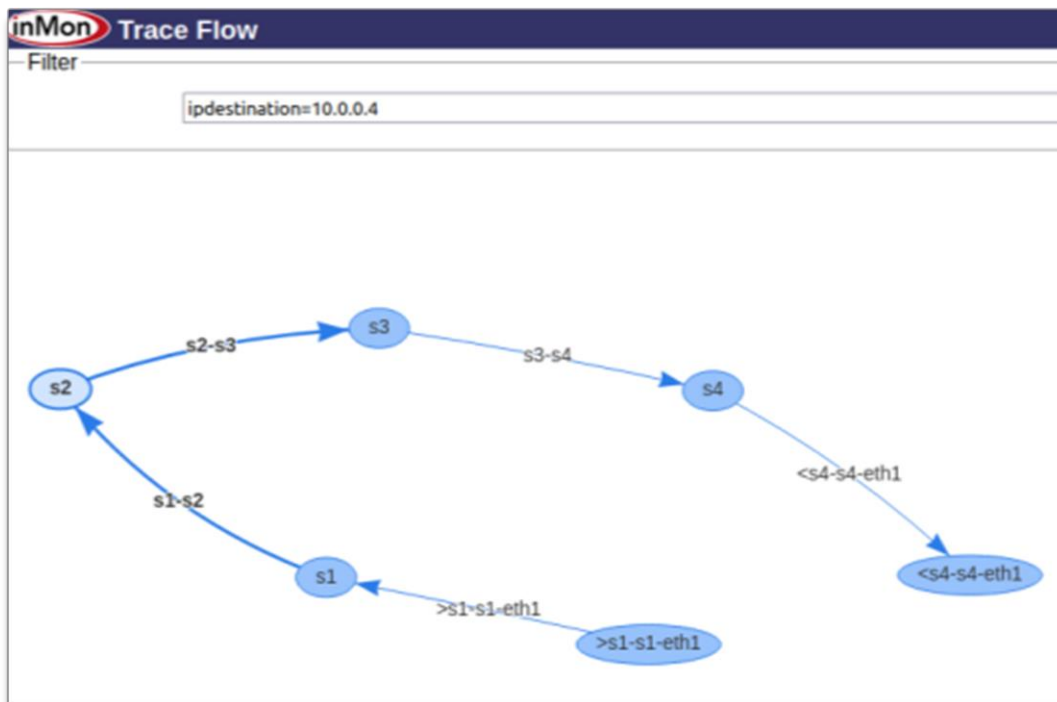 inMon Trace Flow
Filter
ipdestination=10.0.0.4
s3
s2-s3
s3-s4
s2
s4
<s4-s4-eth1
s1-s2
s1
<s4-s4-eth1
>s1-s1-eth1
>s1-s1-eth1